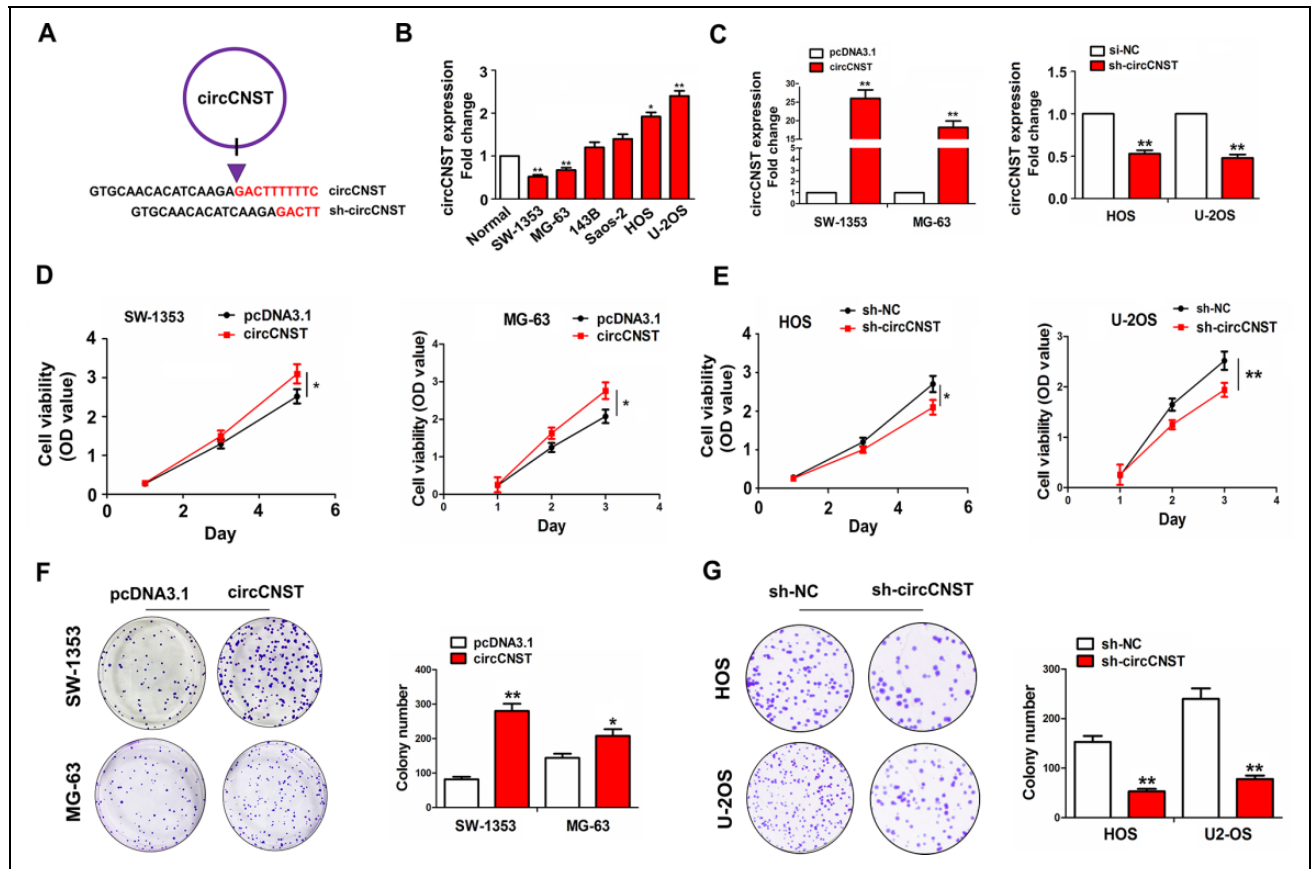 A
circCNST
GTGCAACACATCAAGAGACTTTTTTC circCNST
GTGCAACACATCAAGAGACTT sh-circCNST
B
circCNST expression
Fold change
3
2
1
0
** ** * **
Normal SW-1353 MG-63 143B Saos-2 HOS U-2OS
C
pcDNA3.1
circCNST
circCNST expression
Fold change
30
25
20
15
4
3
2
1
0
** **
SW-1353 MG-63
si-NC
sh-circCNST
circCNST expression
Fold change
1.5
1.0
0.5
0.0
** **
HOS U-2OS
D
SW-1353
pcDNA3.1
circCNST
Cell viability
(OD value)
4
3
2
1
0
*
0 2 4 6
Day
MG-63
pcDNA3.1
circCNST
Cell viability (OD value)
4
3
2
1
0
*
0 1 2 3 4
Day
E
HOS
sh-NC
sh-circCNST
Cell viability
(OD value)
4
3
2
1
0
*
0 2 4 6
Day
U-2OS
sh-NC
sh-circCNST
Cell viability (OD value)
3
2
1
0
**
0 1 2 3 4
Day
F
pcDNA3.1 circCNST
SW-1353
MG-63
pcDNA3.1
circCNST
Colony number
400
300
200
100
0
** *
SW-1353 MG-63
G
sh-NC sh-circCNST
HOS
U-2OS
sh-NC
sh-circCNST
Colony number
300
200
150
100
50
0
** **
HOS U2-OS